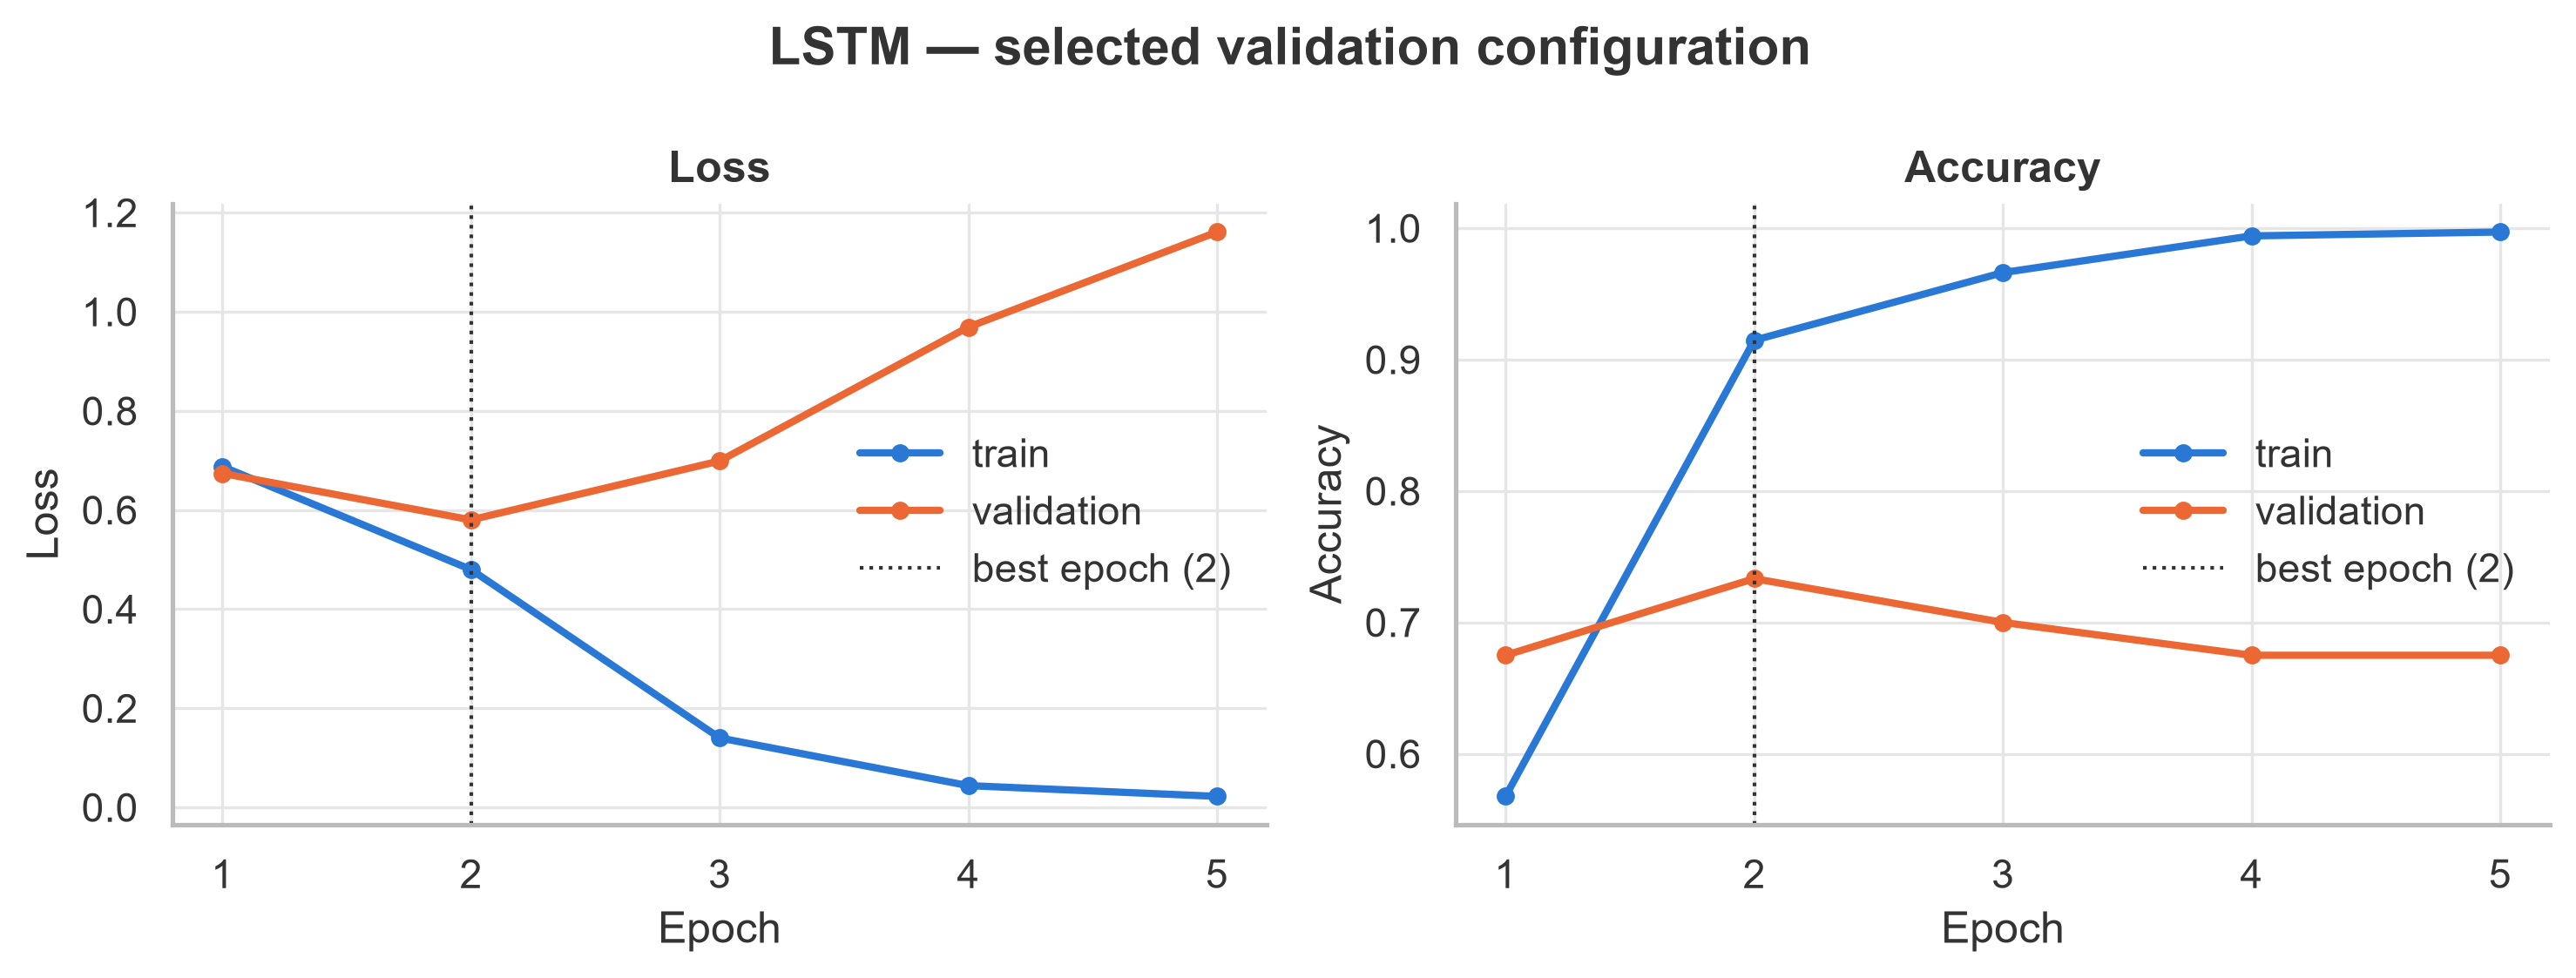 LSTM — selected validation configuration
Loss
1.2
1.0
0.8
0.6
0.4
0.2
0.0
Loss
1 2 3 4 5
Epoch
train
validation
best epoch (2)
Accuracy
1.0
0.9
0.8
0.7
0.6
Accuracy
1 2 3 4 5
Epoch
train
validation
best epoch (2)